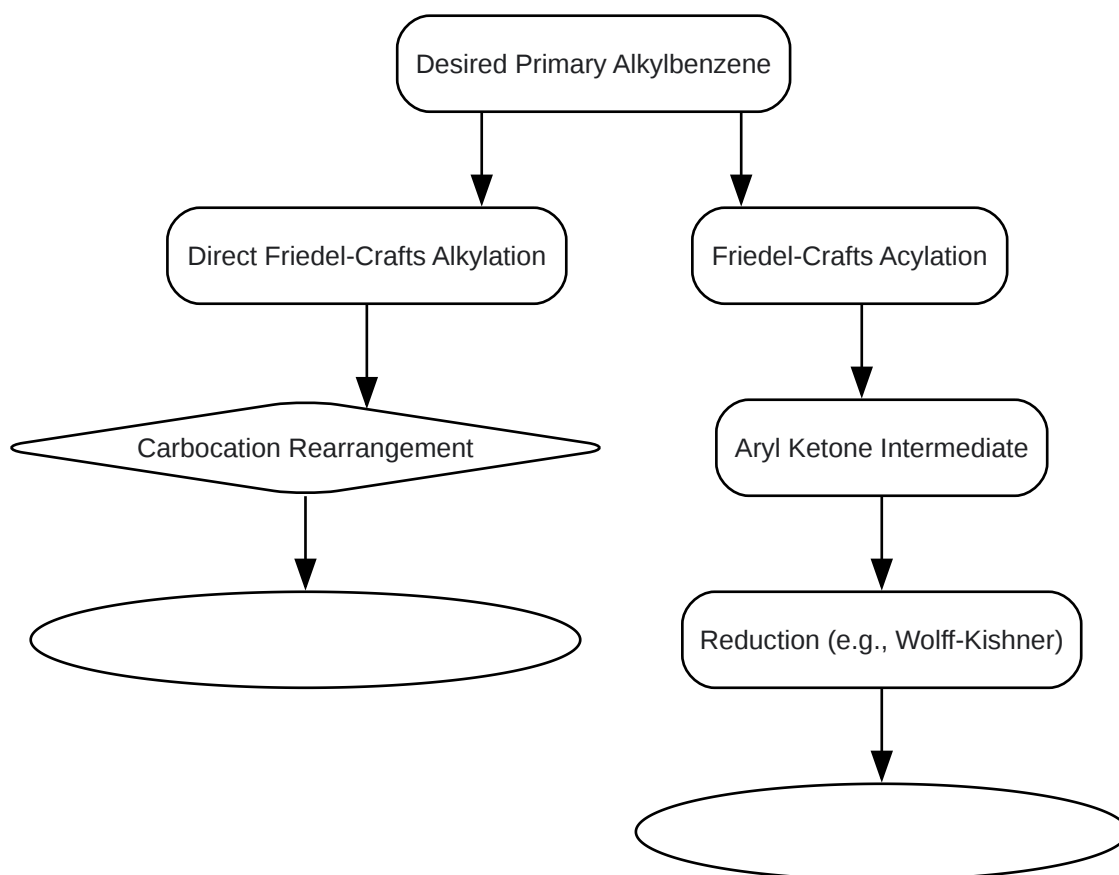 Desired Primary Alkylbenzene
Direct Friedel-Crafts Alkylation
Friedel-Crafts Acylation
Carbocation Rearrangement
Aryl Ketone Intermediate
Reduction (e.g., Wolff-Kishner)